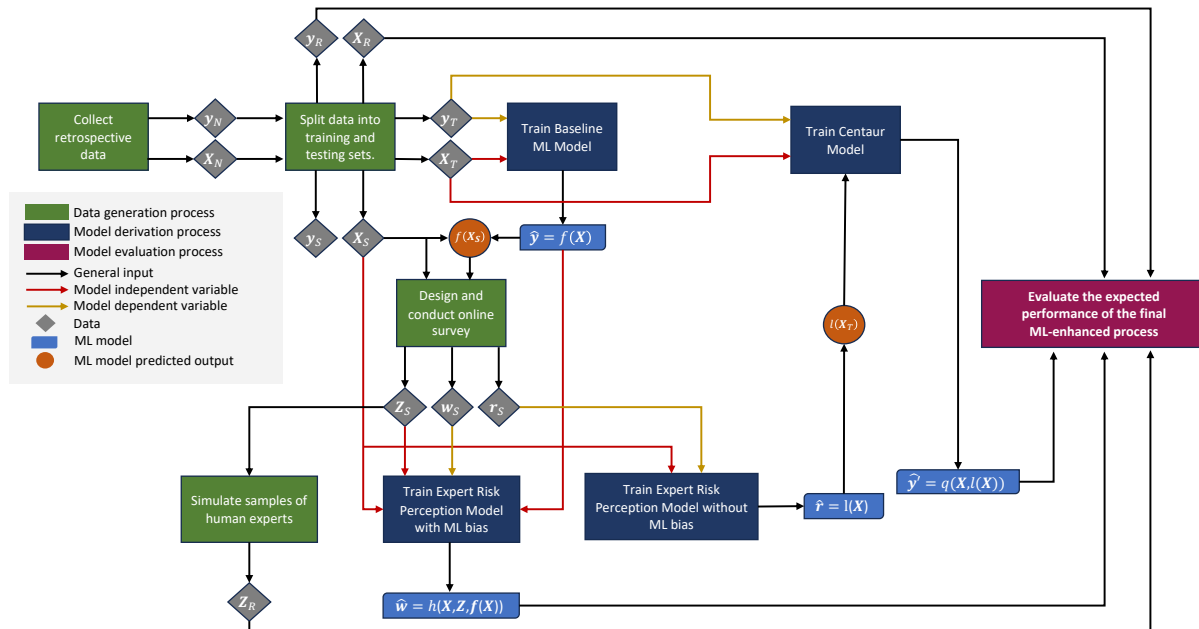 𝒚_R
𝑿_R
Collect
retrospective
data
𝒚_N
𝑿_N
Split data into
training and
testing sets.
𝒚_T
𝑿_T
Train Baseline
ML Model
Train Centaur
Model
Data generation process
Model derivation process
Model evaluation process
General input
Model independent variable
Model dependent variable
Data
ML model
ML model predicted output
𝒚_S
𝑿_S
f(𝑿_S)
ŷ = f(𝑿)
Design and
conduct online
survey
l(𝑿_T)
Evaluate the expected
performance of the final
ML-enhanced process
𝒁_S
𝒘_S
𝒓_S
Simulate samples of
human experts
Train Expert Risk
Perception Model
with ML bias
Train Expert Risk
Perception Model without
ML bias
r̂ = l(𝑿)
ŷ′ = q(𝑿,l(𝑿))
𝒁_R
ŵ = h(𝑿,𝒁,𝒇(𝑿))